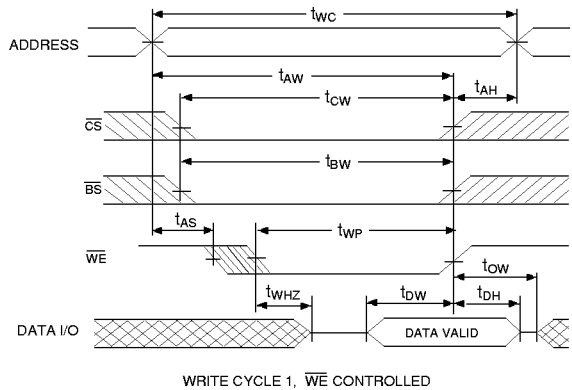 tWC
ADDRESS
tAW
tCW
tAH
CS
tBW
BS
tAS
tWP
WE
tOW
tWHZ
tDW
tDH
DATA I/O
DATA VALID
WRITE CYCLE 1, WE CONTROLLED